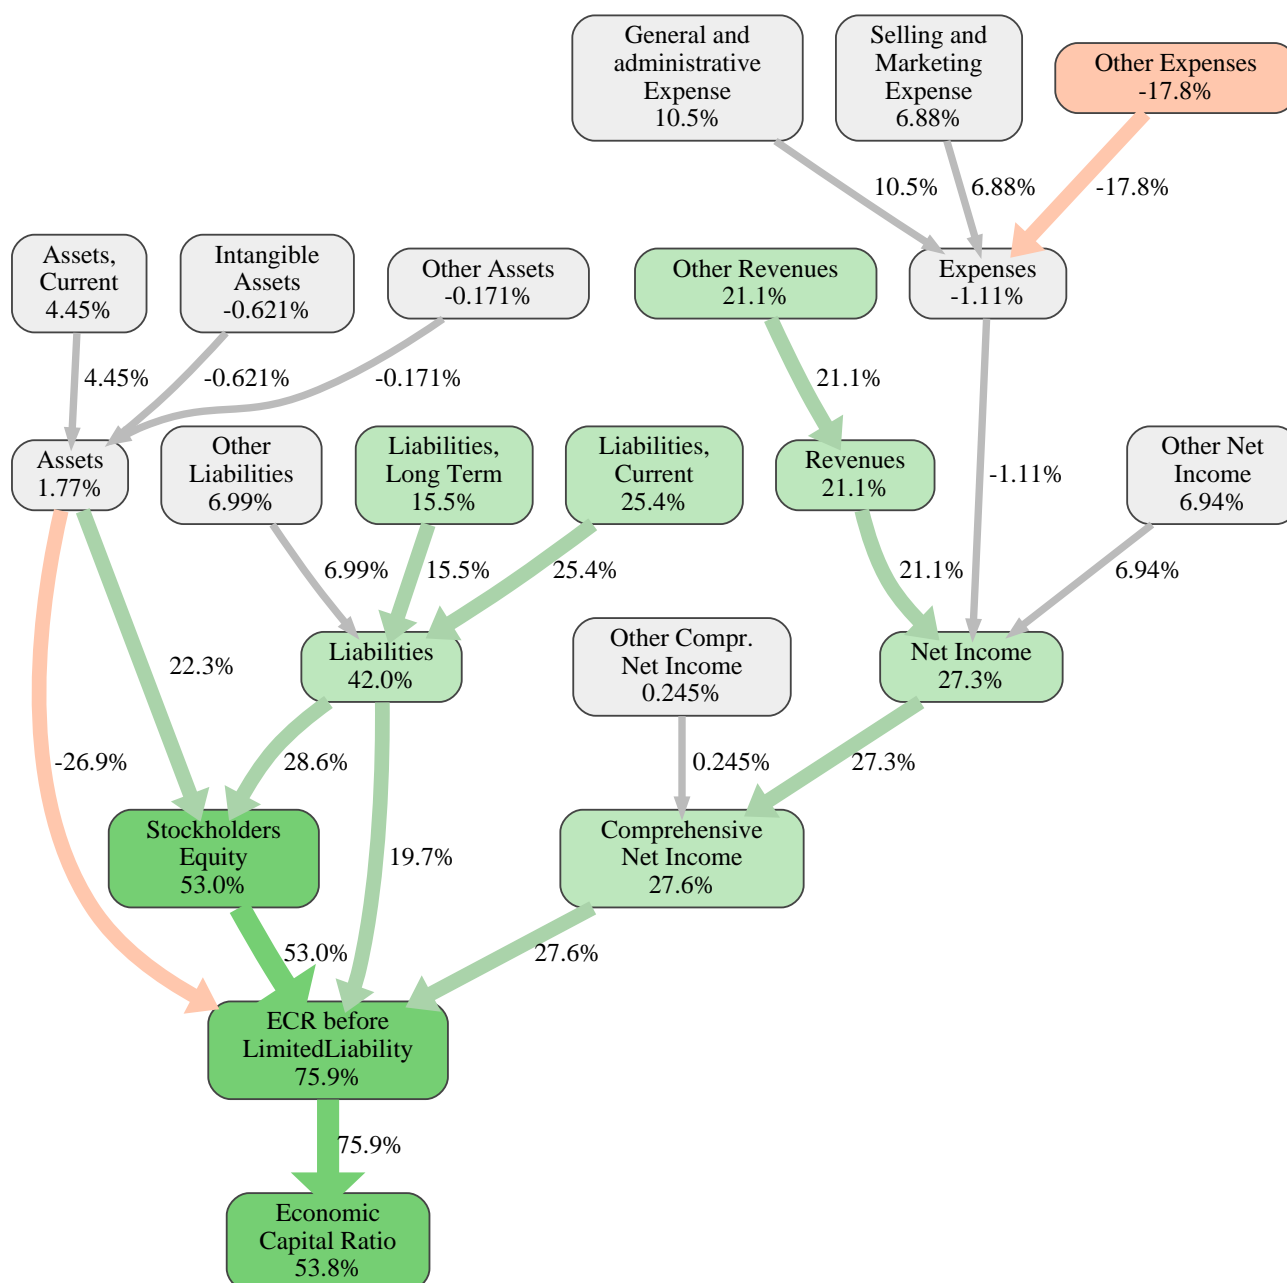 General and
administrative
Expense
10.5%
Selling and
Marketing
Expense
6.88%
Other Expenses
-17.8%
10.5%
6.88%
-17.8%
Assets,
Current
4.45%
Intangible
Assets
-0.621%
Other Assets
-0.171%
Other Revenues
21.1%
Expenses
-1.11%
4.45%
-0.621%
-0.171%
21.1%
Assets
1.77%
Other
Liabilities
6.99%
Liabilities,
Long Term
15.5%
Liabilities,
Current
25.4%
Revenues
21.1%
-1.11%
Other Net
Income
6.94%
6.99%
15.5%
25.4%
21.1%
6.94%
22.3%
Liabilities
42.0%
Other Compr.
Net Income
0.245%
Net Income
27.3%
-26.9%
28.6%
0.245%
27.3%
Stockholders
Equity
53.0%
19.7%
Comprehensive
Net Income
27.6%
53.0%
27.6%
ECR before
LimitedLiability
75.9%
75.9%
Economic
Capital Ratio
53.8%